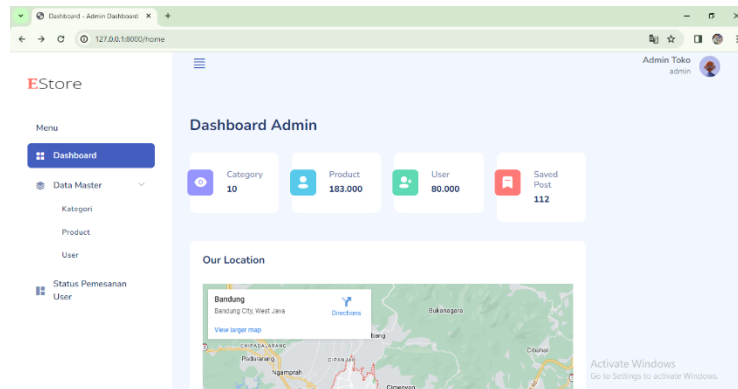 Dashboard - Admin Dashboard
127.0.0.1:8000/home
EStore
Admin Toko
admin
Menu
Dashboard
Data Master
Kategori
Product
User
Status Pemesanan
User
Dashboard Admin
Category
10
Product
183.000
User
80.000
Saved
Post
112
Our Location
Bandung
Bandung City, West Java
Directions
View larger map
Bukanagara
bang
CIPADALARANG
Padalarang
Ngamprah
Cimenyan
Cibeng
Activate Windows
Go to Settings to activate Windows.